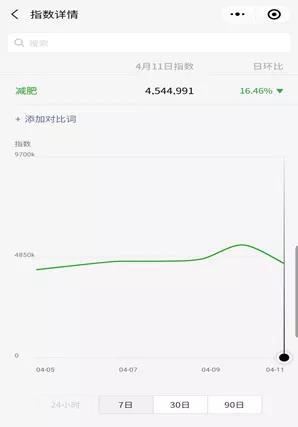 指数详情
搜索
4月11日指数 日环比
减肥 4,544,991 16.46%
+ 添加对比词
指数
9700k
4850k
0
04-05 04-07 04-09 04-11
24小时 7日 30日 90日